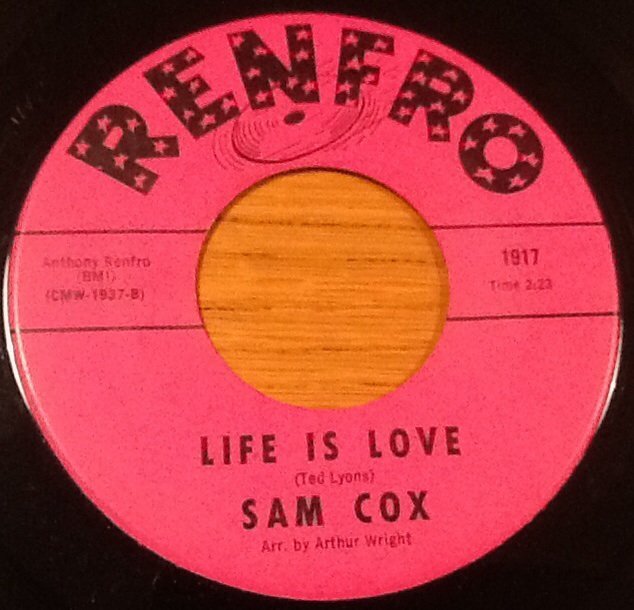 RENFRO
Anthony Renfro
(BMI)
(CMW-1937-B)
1917
Time 2:23
LIFE IS LOVE
(Ted Lyons)
SAM COX
Arr. by Arthur Wright